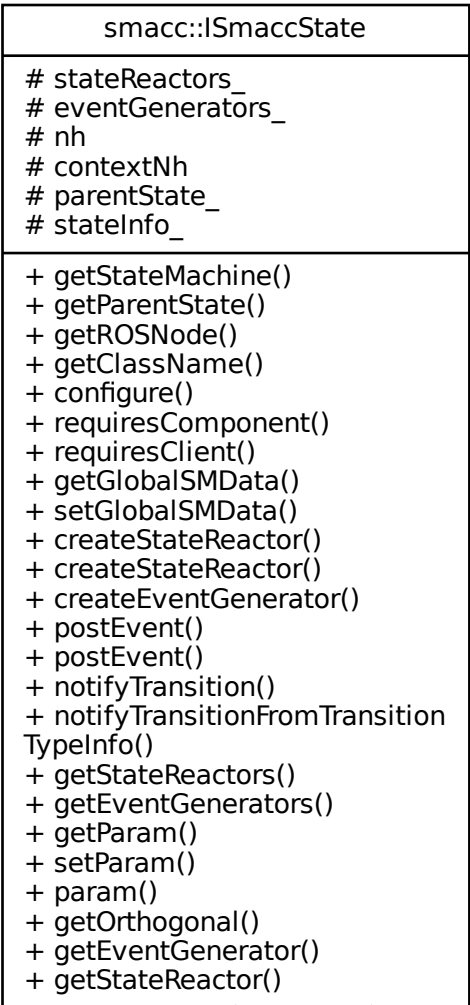 smacc::ISmaccState
# stateReactors_
# eventGenerators_
# nh
# contextNh
# parentState_
# stateInfo_
+ getStateMachine()
+ getParentState()
+ getROSNode()
+ getClassName()
+ configure()
+ requiresComponent()
+ requiresClient()
+ getGlobalSMData()
+ setGlobalSMData()
+ createStateReactor()
+ createStateReactor()
+ createEventGenerator()
+ postEvent()
+ postEvent()
+ notifyTransition()
+ notifyTransitionFromTransition
TypeInfo()
+ getStateReactors()
+ getEventGenerators()
+ getParam()
+ setParam()
+ param()
+ getOrthogonal()
+ getEventGenerator()
+ getStateReactor()